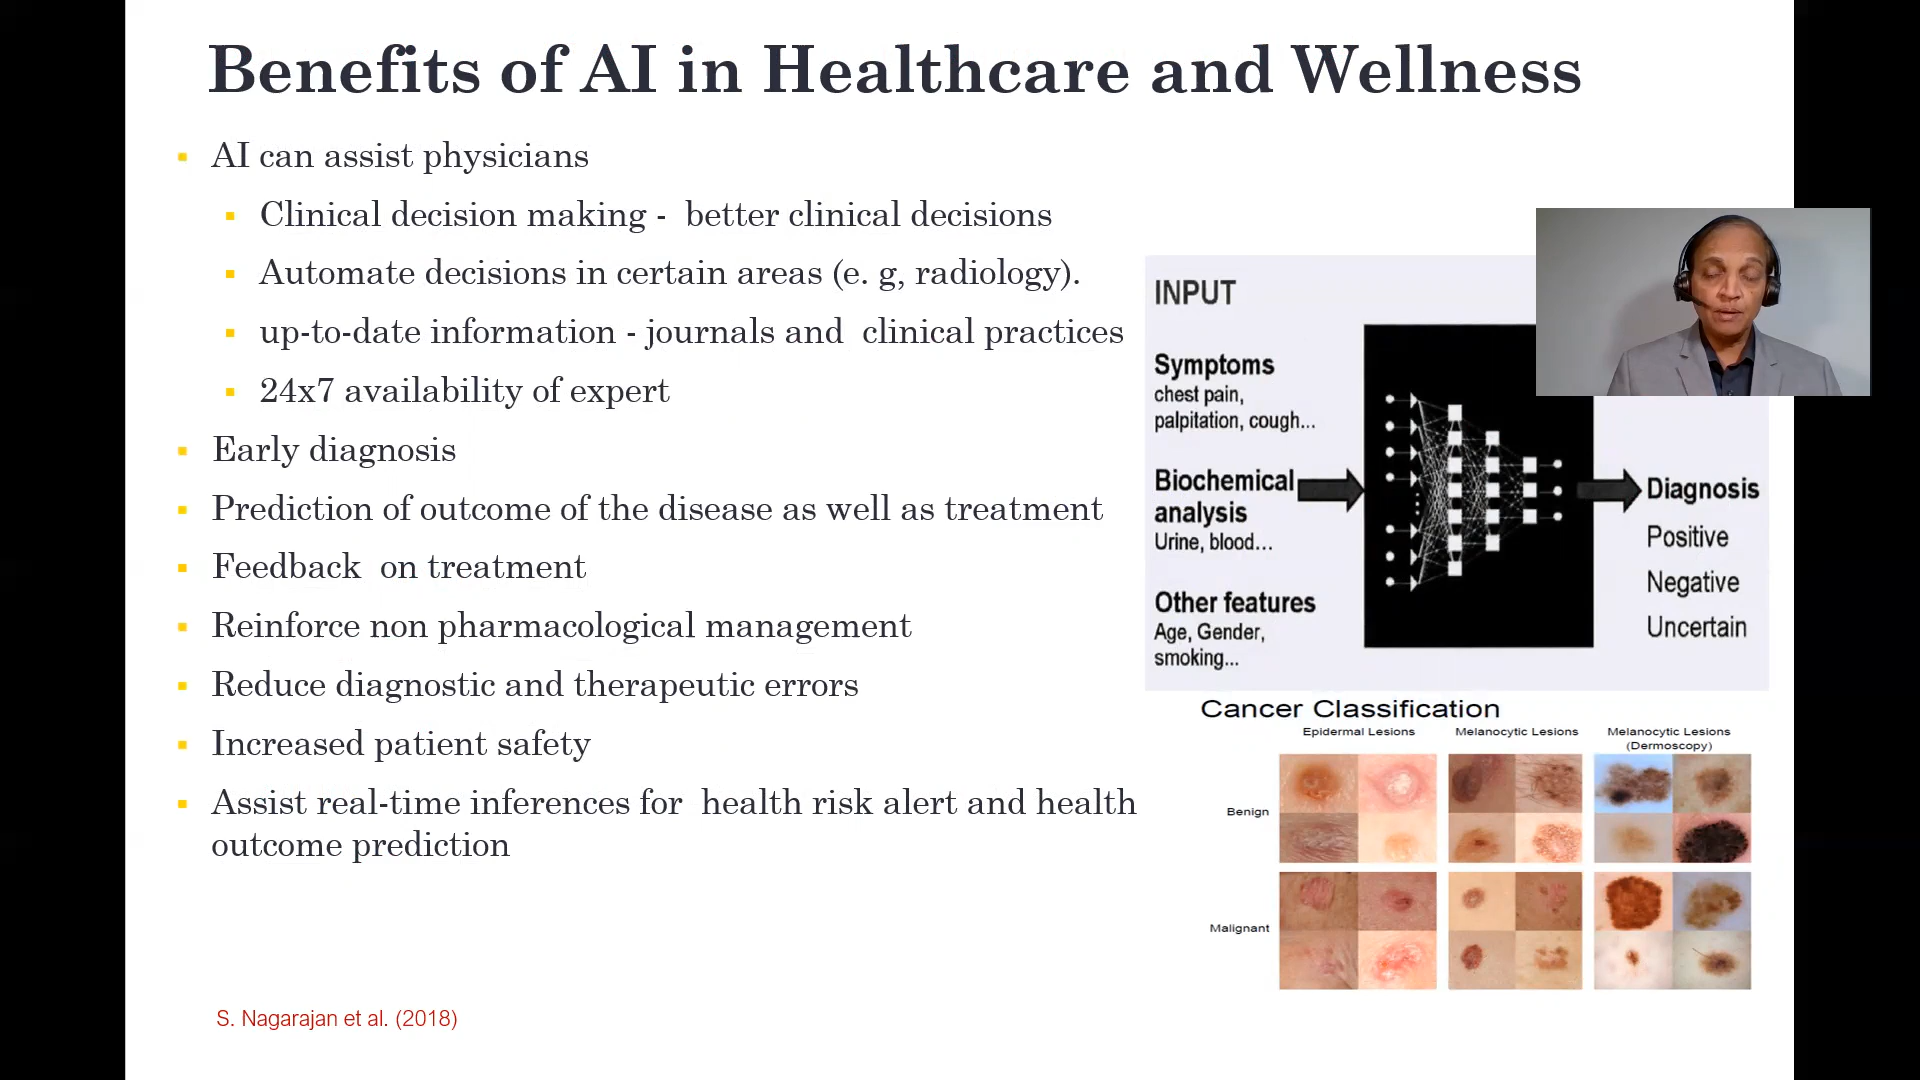 Benefits of AI in Healthcare and Wellness
AI can assist physicians
Clinical decision making - better clinical decisions
Automate decisions in certain areas (e. g, radiology).
up-to-date information - journals and clinical practices
24x7 availability of expert
Early diagnosis
Prediction of outcome of the disease as well as treatment
Feedback on treatment
Reinforce non pharmacological management
Reduce diagnostic and therapeutic errors
Increased patient safety
Assist real-time inferences for health risk alert and health
outcome prediction
S. Nagarajan et al. (2018)
INPUT
Symptoms
chest pain,
palpitation, cough...
Biochemical
analysis
Urine, blood...
Other features
Age, Gender,
smoking...
Diagnosis
Positive
Negative
Uncertain
Cancer Classification
Epidermal Lesions
Melanocytic Lesions
Melanocytic Lesions
(Dermoscopy)
Benign
Malignant